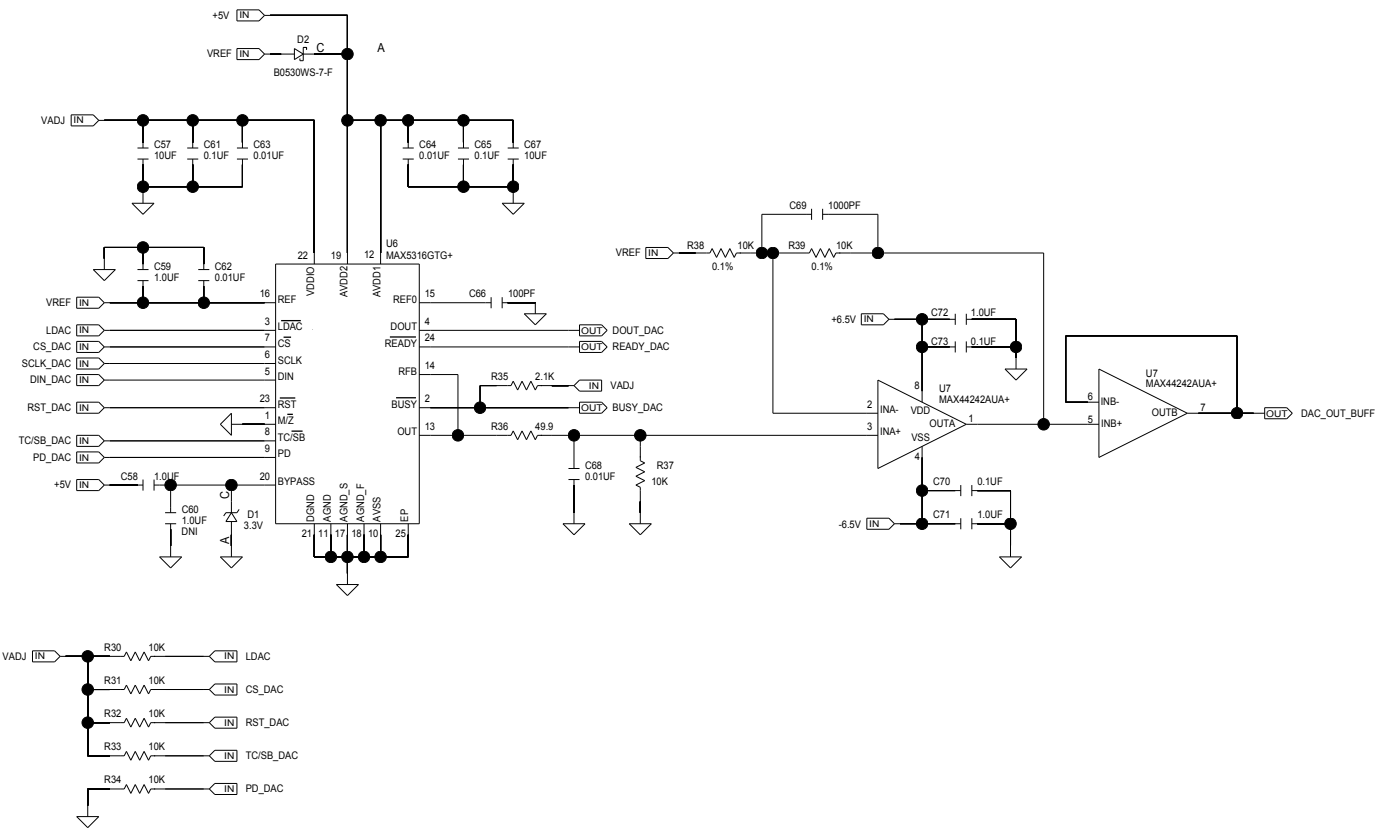 +5V IN
D2
VREF IN C A
B0530WS-7-F
VADJ IN
C57 10UF
C61 0.1UF
C63 0.01UF
C64 0.01UF
C65 0.1UF
C67 10UF
U6
MAX5316GTG+
22 19 12
VDDIO AVDD2 AVDD1
C59 1.0UF
C62 0.01UF
VREF IN 16 REF
LDAC IN 3 LDAC
CS_DAC IN 7 CS
SCLK_DAC IN 6 SCLK
DIN_DAC IN 5 DIN
RST_DAC IN 23 RST
1 M/Z
TC/SB_DAC IN 8 TC/SB
PD_DAC IN 9 PD
+5V IN C58 1.0UF 20 BYPASS
C60 1.0UF DNI
C D1 3.3V A
DGND AGND AGND_S AGND_F AVSS EP
21 11 17 18 10 25
REF0 15 C66 100PF
DOUT 4 OUT DOUT_DAC
READY 24 OUT READY_DAC
RFB 14
R35 2.1K IN VADJ
BUSY 2 OUT BUSY_DAC
OUT 13 R36 49.9
C68 0.01UF
R37 10K
C69 1000PF
VREF IN R38 10K R39 10K
0.1% 0.1%
+6.5V IN C72 1.0UF
C73 0.1UF
8 U7
MAX44242AUA+
VDD
2 INA-
3 INA+
OUTA 1
VSS
4
C70 0.1UF
-6.5V IN C71 1.0UF
U7
MAX44242AUA+
6 INB-
5 INB+
OUTB 7 OUT DAC_OUT_BUFF
VADJ IN R30 10K IN LDAC
R31 10K IN CS_DAC
R32 10K IN RST_DAC
R33 10K IN TC/SB_DAC
R34 10K IN PD_DAC